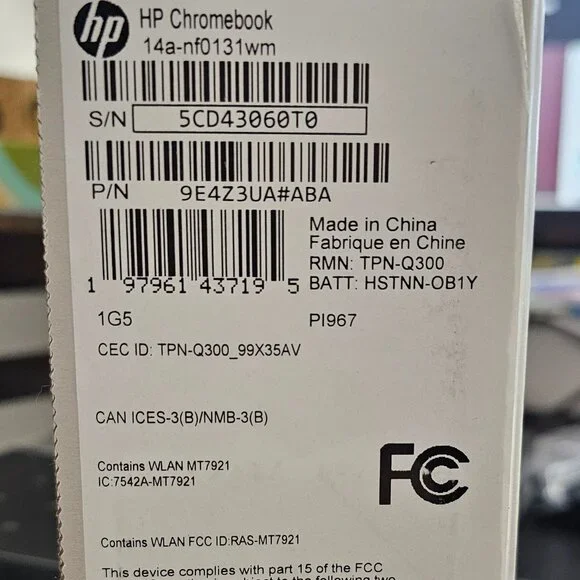 hp HP Chromebook
14a-nf0131wm
S/N 5CD43060T0
P/N 9E4Z3UA#ABA
Made in China
Fabrique en Chine
RMN: TPN-Q300
1 97961 43719 5 BATT: HSTNN-OB1Y
1G5 PI967
CEC ID: TPN-Q300_99X35AV
CAN ICES-3(B)/NMB-3(B)
Contains WLAN MT7921
IC:7542A-MT7921
FC
Contains WLAN FCC ID:RAS-MT7921
This device complies with part 15 of the FCC